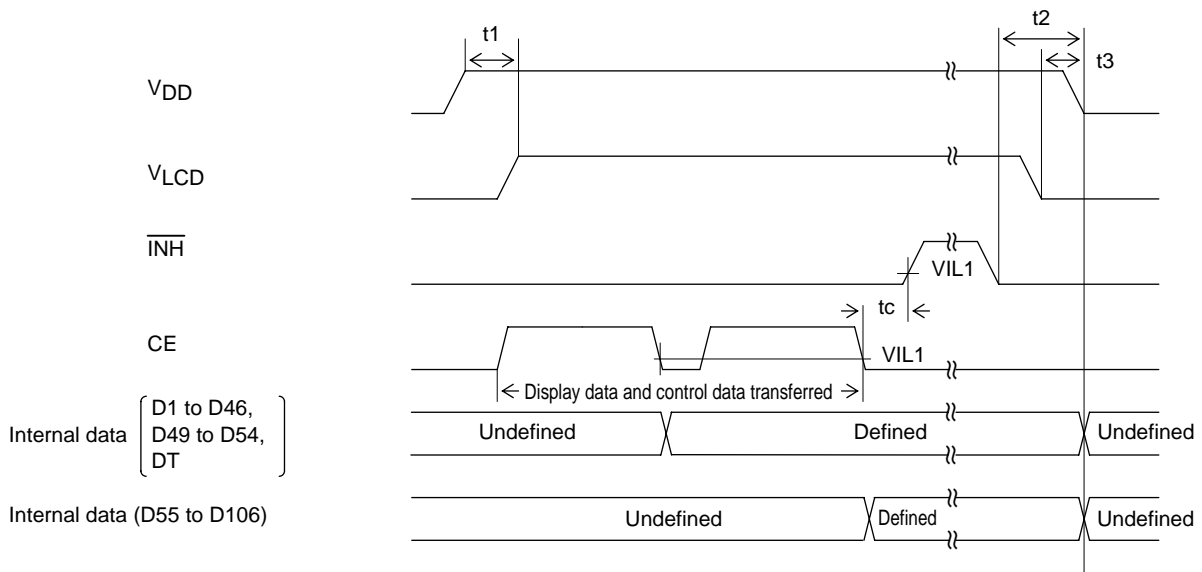 t1
t2
t3
VDD
VLCD
INH
VIL1
tc
CE
VIL1
Display data and control data transferred
Internal data
D1 to D46,
D49 to D54,
DT
Undefined
Defined
Undefined
Internal data (D55 to D106)
Undefined
Defined
Undefined